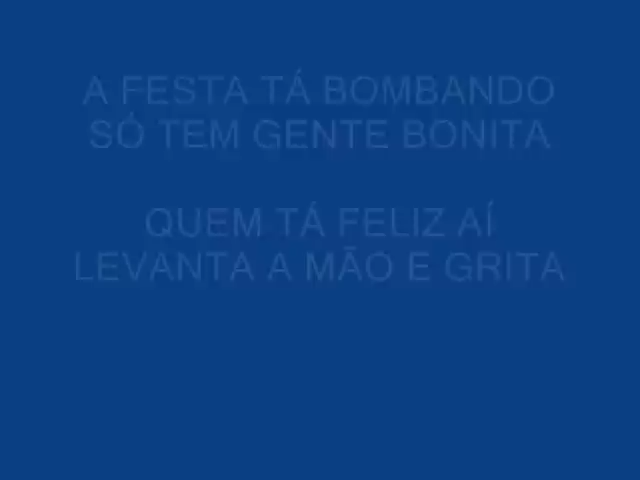 A FESTA TÁ BOMBANDO
SÓ TEM GENTE BONITA
QUEM TÁ FELIZ AÍ
LEVANTA A MÃO E GRITA